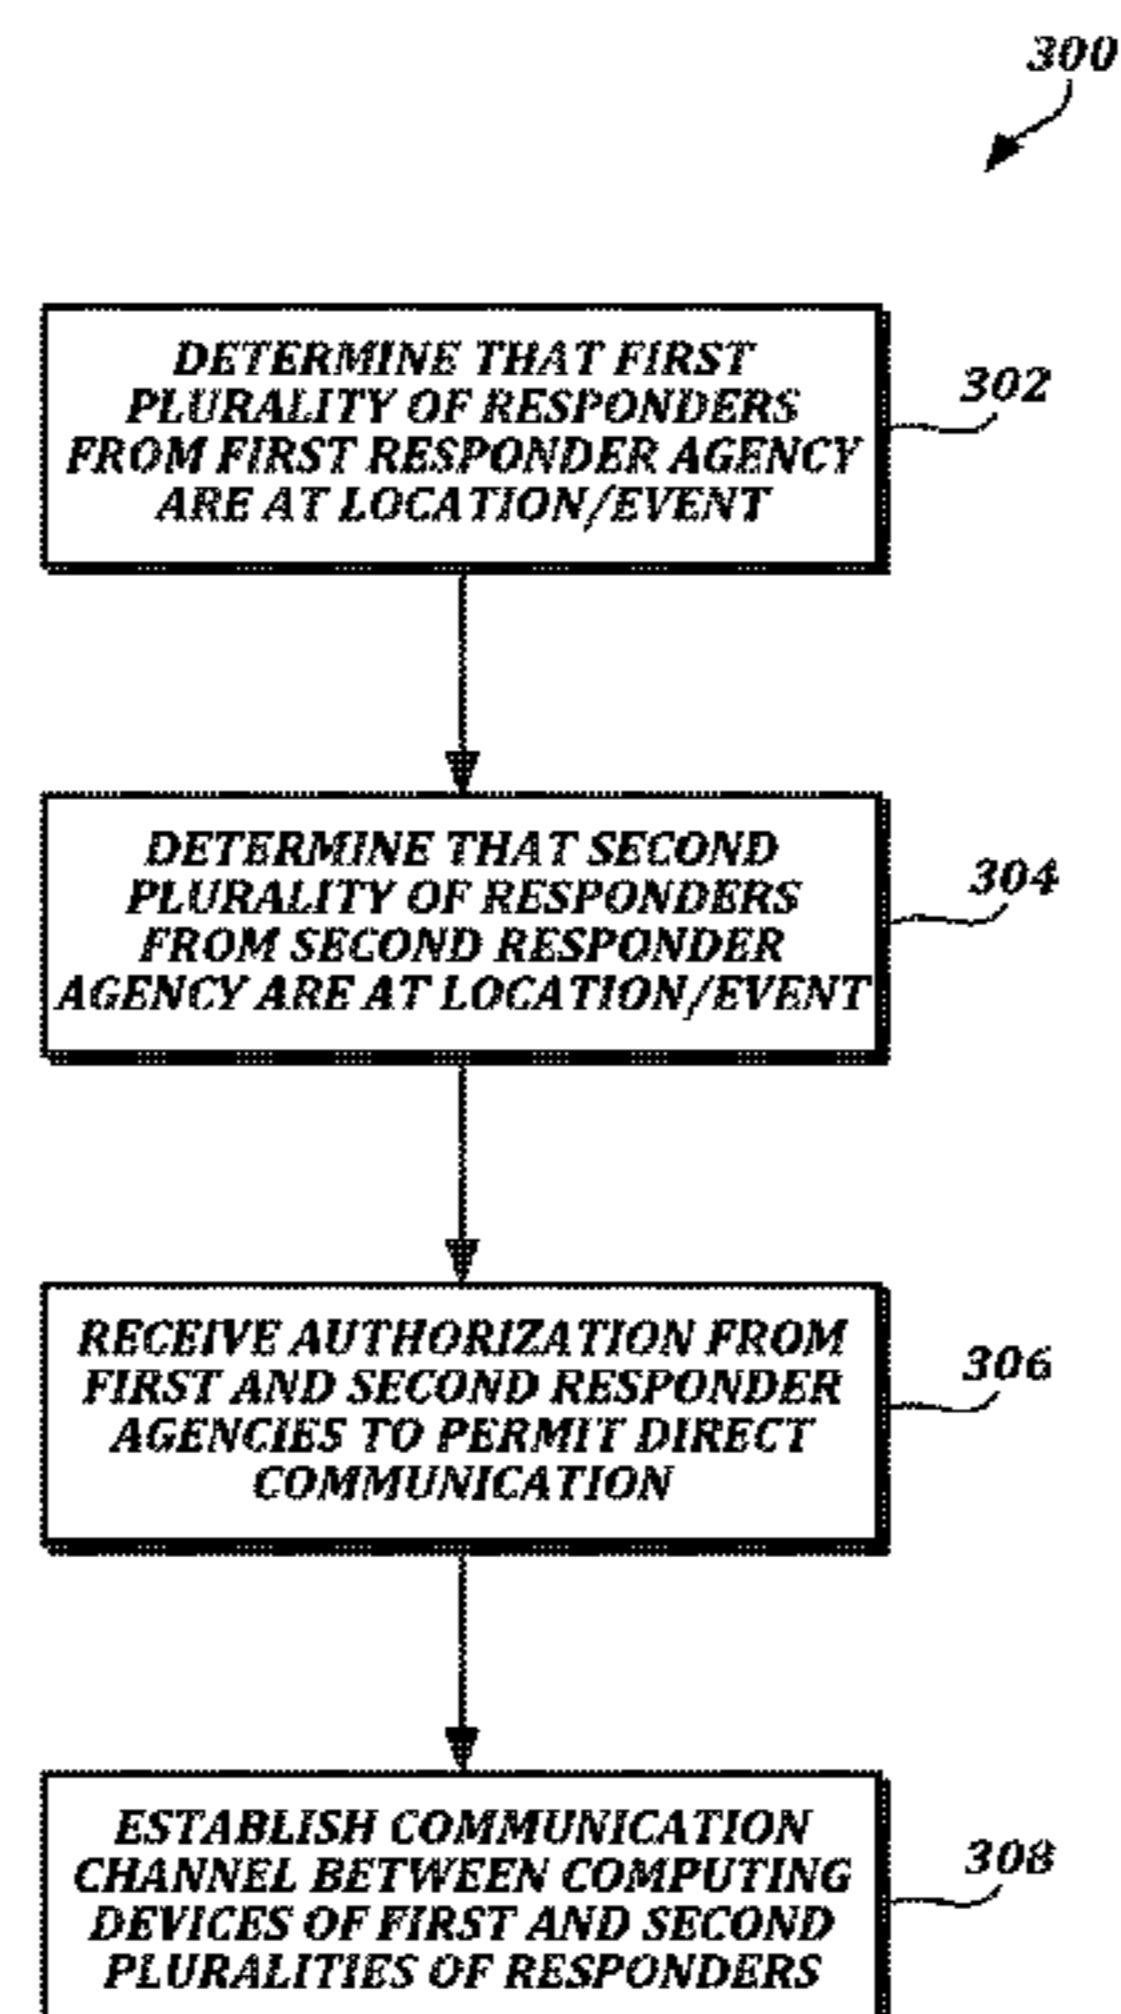 300
DETERMINE THAT FIRST
PLURALITY OF RESPONDERS
FROM FIRST RESPONDER AGENCY
ARE AT LOCATION/EVENT
302
DETERMINE THAT SECOND
PLURALITY OF RESPONDERS
FROM SECOND RESPONDER
AGENCY ARE AT LOCATION/EVENT
304
RECEIVE AUTHORIZATION FROM
FIRST AND SECOND RESPONDER
AGENCIES TO PERMIT DIRECT
COMMUNICATION
306
ESTABLISH COMMUNICATION
CHANNEL BETWEEN COMPUTING
DEVICES OF FIRST AND SECOND
PLURALITIES OF RESPONDERS
308